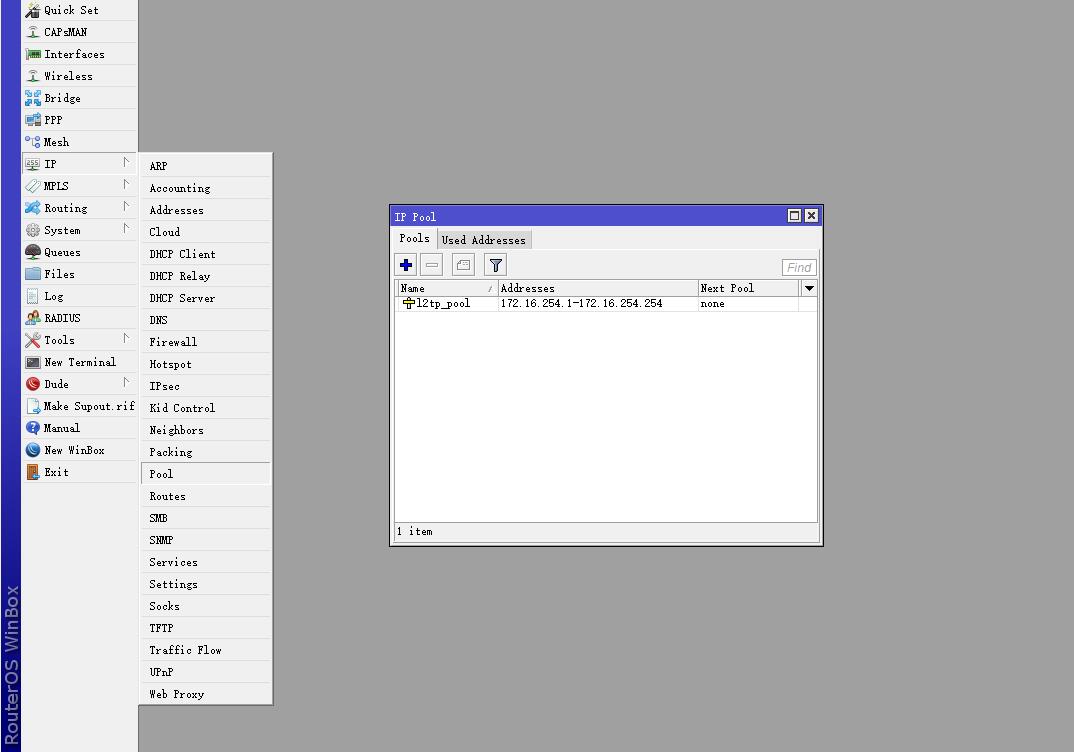 Quick Set
CAPsMAN
Interfaces
Wireless
Bridge
PPP
Mesh
IP
MPLS
Routing
System
Queues
Files
Log
RADIUS
Tools
New Terminal
Dude
Make Supout.rif
Manual
New WinBox
Exit
RouterOS WinBox
ARP
Accounting
Addresses
Cloud
DHCP Client
DHCP Relay
DHCP Server
DNS
Firewall
Hotspot
IPsec
Kid Control
Neighbors
Packing
Pool
Routes
SMB
SNMP
Services
Settings
Socks
TFTP
Traffic Flow
UPnP
Web Proxy
IP Pool
Pools Used Addresses
Find
Name Addresses Next Pool
l2tp_pool 172.16.254.1-172.16.254.254 none
1 item